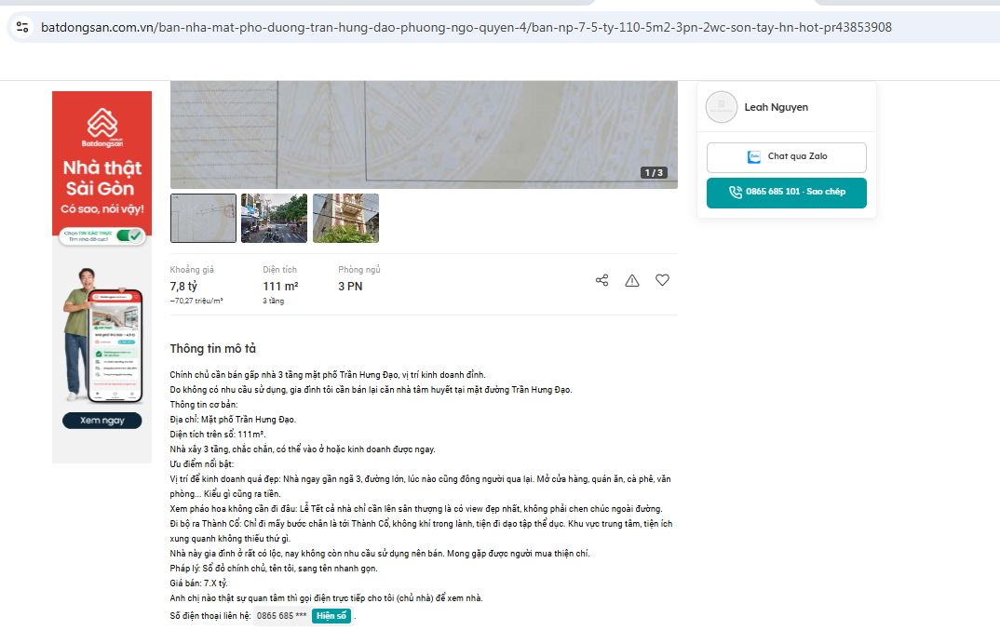 batdongsan.com.vn/ban-nha-mat-pho-duong-tran-hung-dao-phuong-ngo-quyen-4/ban-np-7-5-ty-110-5m2-3pn-2wc-son-tay-hn-hot-pr43853908
Batdongsan
Nhà thật
Sài Gòn
Có sao, nói vậy!
Chọn TIN XÁC THỰC
Xem ngay
1 / 3
Khoảng giá
Diện tích
Phòng ngủ
7,8 tỷ
111 m²
3 PN
~70,27 triệu/m²
3 tầng
Thông tin mô tả
Chính chủ cần bán gấp nhà 3 tầng mặt phố Trần Hưng Đạo, vị trí kinh doanh đỉnh.
Do không có nhu cầu sử dụng, gia đình tôi cần bán lại căn nhà tâm huyết tại mặt đường Trần Hưng Đạo.
Thông tin cơ bản:
Địa chỉ: Mặt phố Trần Hưng Đạo.
Diện tích trên sổ: 111m².
Nhà xây 3 tầng, chắc chắn, có thể vào ở hoặc kinh doanh được ngay.
Ưu điểm nổi bật:
Vị trí để kinh doanh quá đẹp: Nhà ngay gần ngã 3, đường lớn, lúc nào cũng đông người qua lại. Mở cửa hàng, quán ăn, cà phê, văn
phòng... Kiểu gì cũng ra tiền.
Xem pháo hoa không cần đi đâu: Lễ Tết cả nhà chỉ cần lên sân thượng là có view đẹp nhất, không phải chen chúc ngoài đường.
Đi bộ ra Thành Cổ: Chỉ đi mấy bước chân là tới Thành Cổ, không khí trong lành, tiện đi dạo tập thể dục. Khu vực trung tâm, tiện ích
xung quanh không thiếu thứ gì.
Nhà này gia đình ở rất có lộc, nay không còn nhu cầu sử dụng nên bán. Mong gặp được người mua thiện chí.
Pháp lý: Sổ đỏ chính chủ, tên tôi, sang tên nhanh gọn.
Giá bán: 7.X tỷ.
Anh chị nào thật sự quan tâm thì gọi điện trực tiếp cho tôi (chủ nhà) để xem nhà.
Số điện thoại liên hệ: 0865 685 *** Hiện số .
Leah Nguyen
Zalo Chat qua Zalo
0865 685 101 · Sao chép